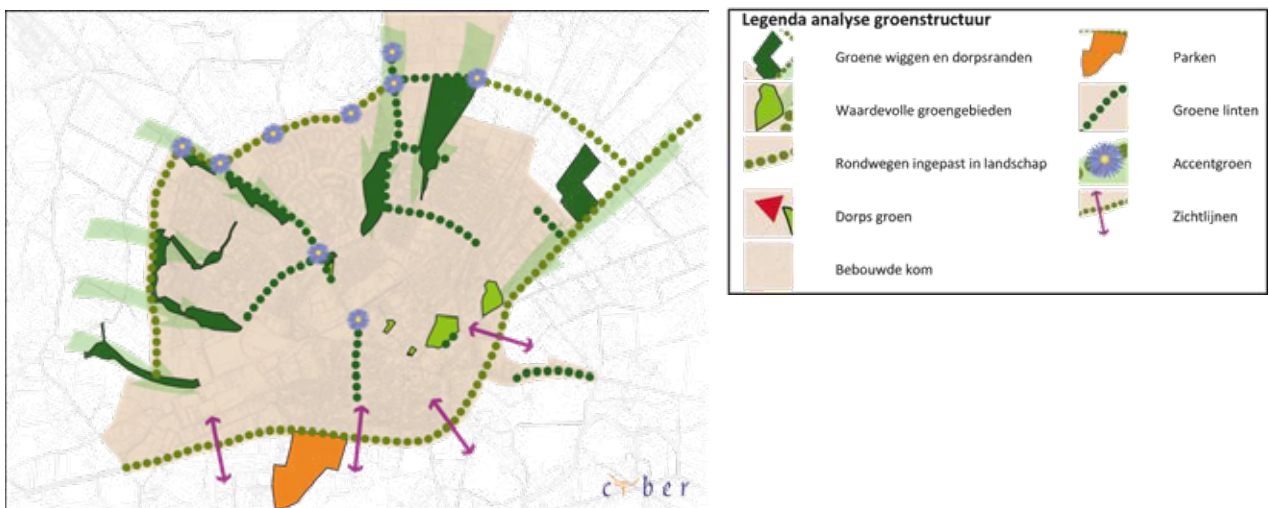 Legenda analyse groenstructuur
Groene wiggen en dorpsranden
Parken
Waardevolle groengebieden
Groene linten
Rondwegen ingepast in landschap
Accentgroen
Dorps groen
Zichtlijnen
Bebouwde kom
ciber